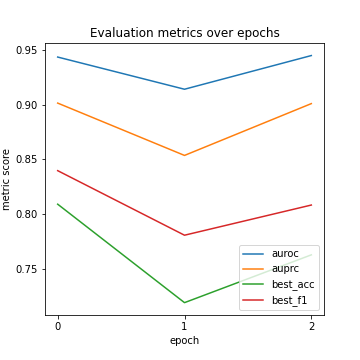 Evaluation metrics over epochs
metric score
0.95
0.90
0.85
0.80
0.75
auroc
auprc
best_acc
best_f1
0 1 2
epoch